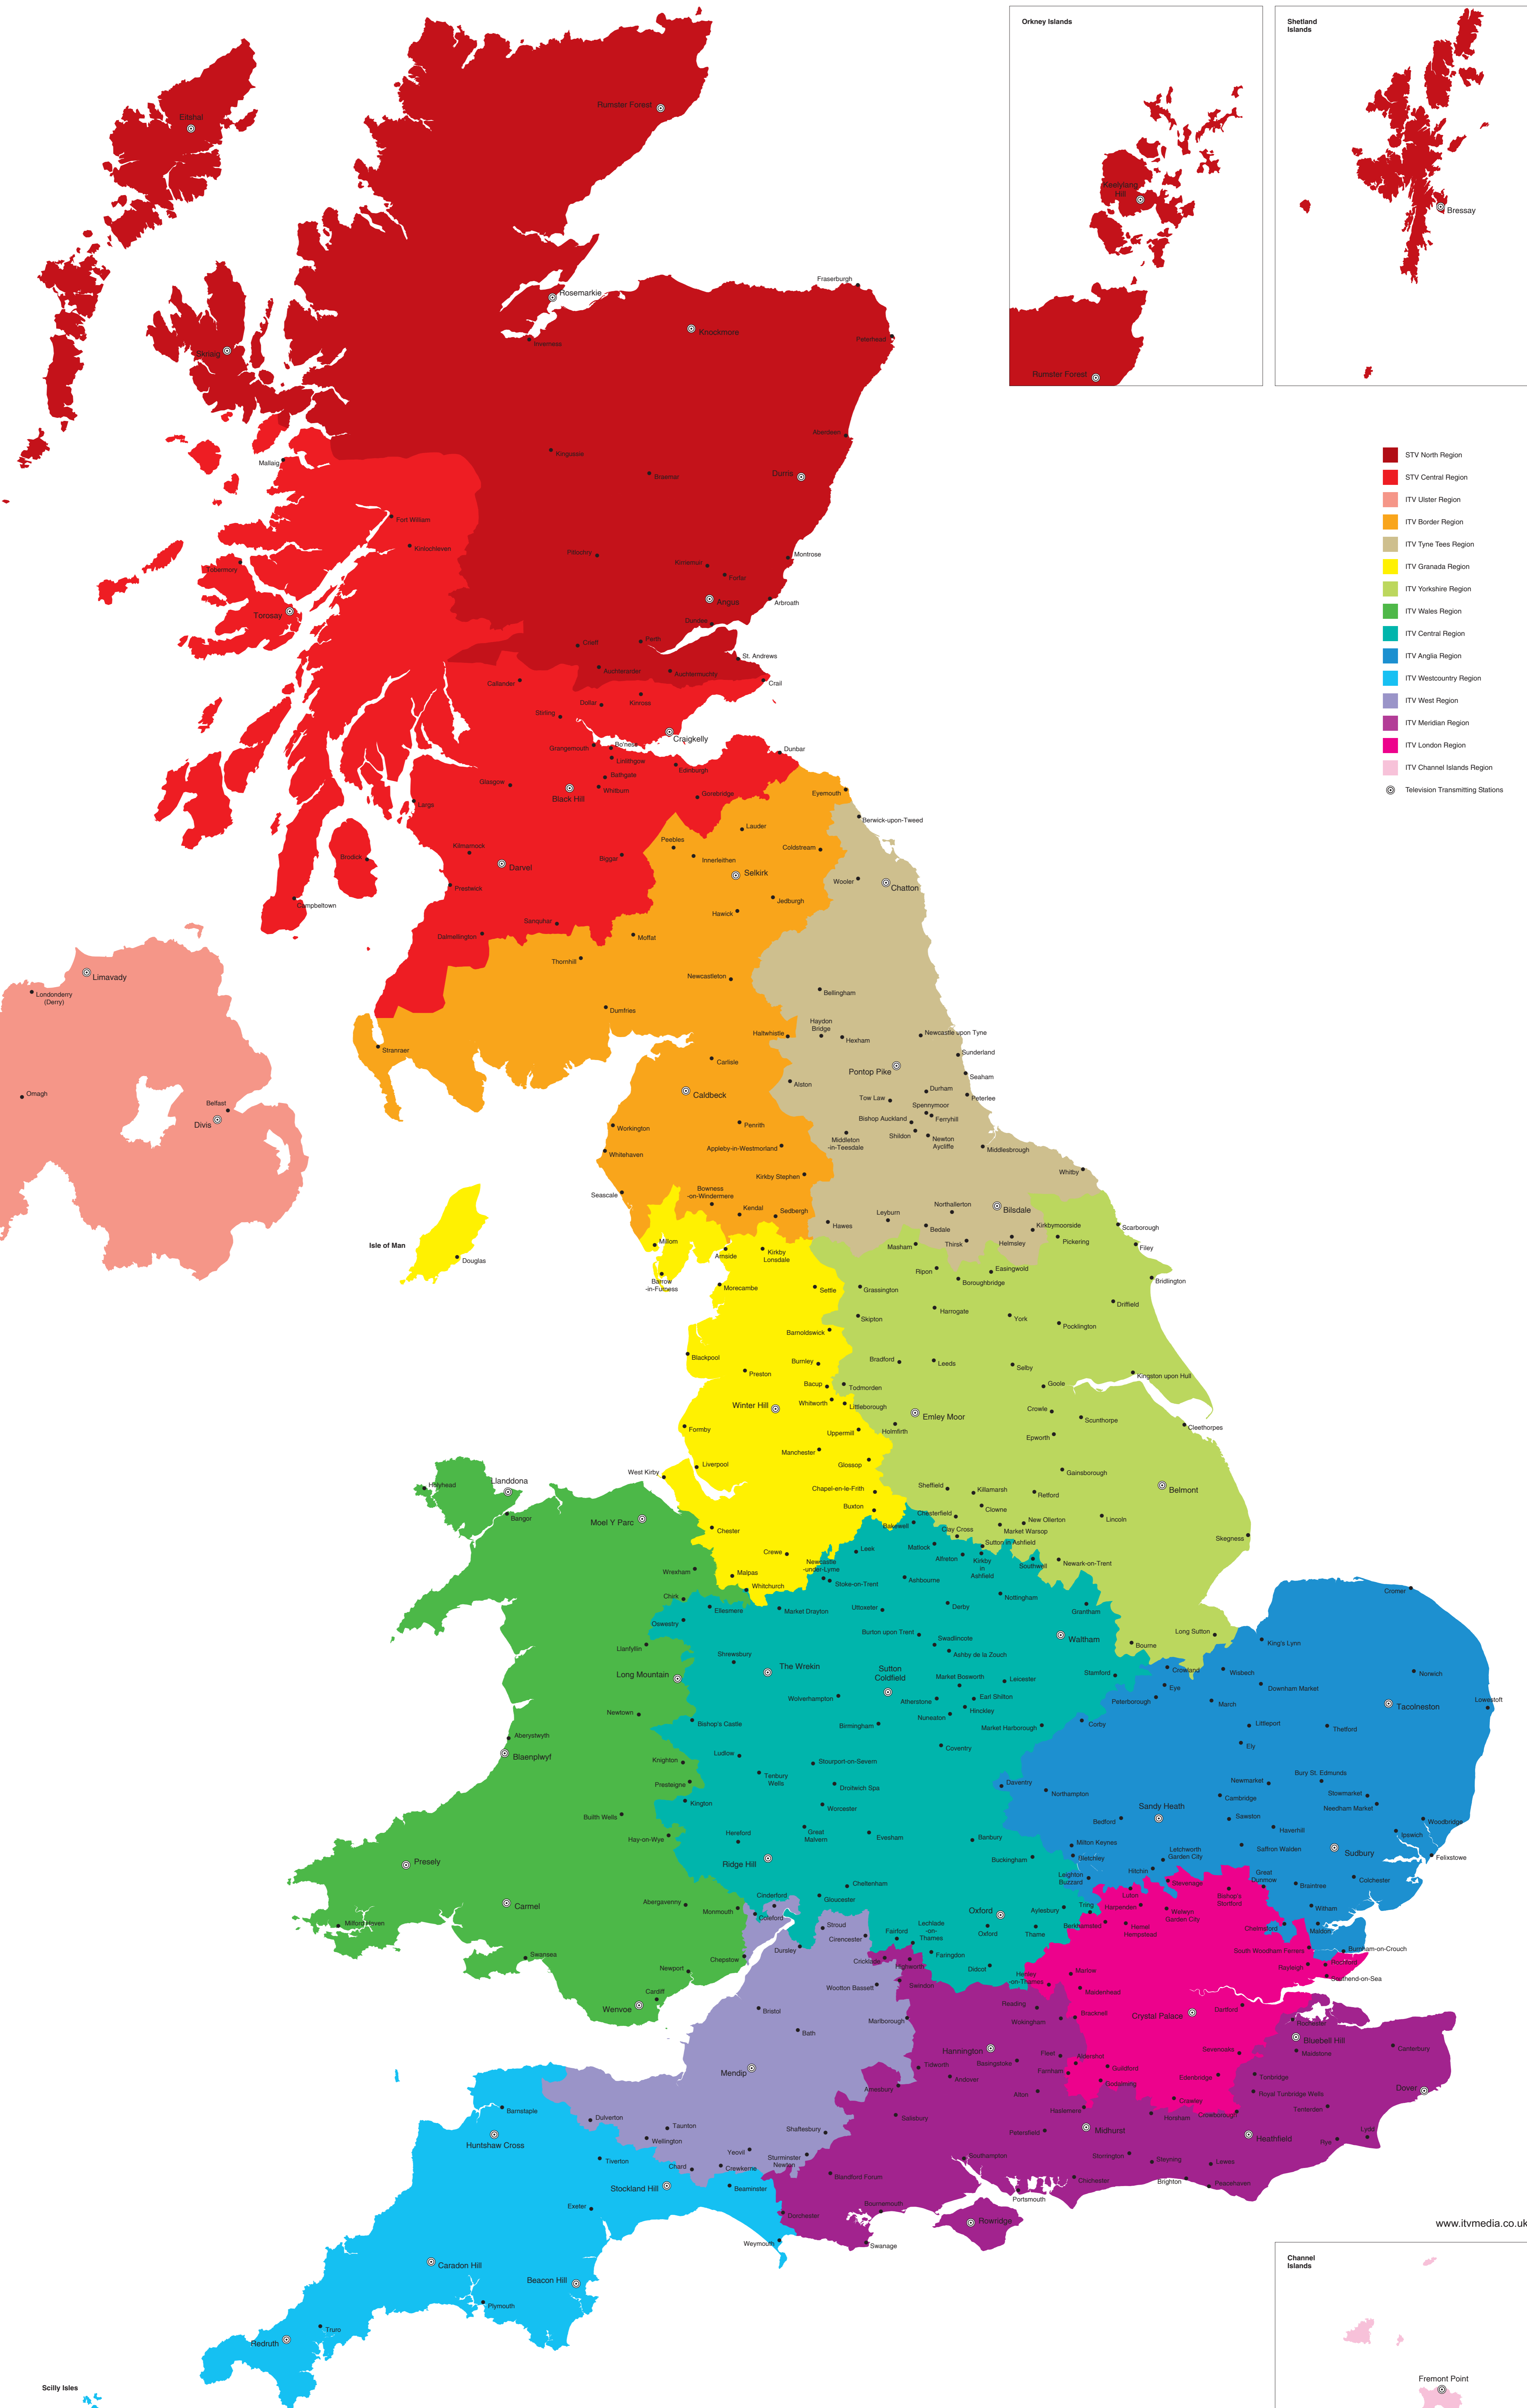 Orkney Islands
Shetland
Islands
Eitshal
Rumster Forest
Keelylang
Hill
Bressay
Rumster Forest
Fraserburgh
Rosemarkie
Knockmore
Inverness
Peterhead
Skriaig
Aberdeen
Kingussie
Mallaig
Braemar
Durris
STV North Region
STV Central Region
ITV Ulster Region
ITV Border Region
ITV Tyne Tees Region
ITV Granada Region
ITV Yorkshire Region
ITV Wales Region
ITV Central Region
ITV Anglia Region
ITV Westcountry Region
ITV West Region
ITV Meridian Region
ITV London Region
ITV Channel Islands Region
Television Transmitting Stations
Fort William
Kinlochleven
Pitlochry
Montrose
Kirriemuir
Tobermory
Forfar
Angus
Arbroath
Torosay
Dundee
Crieff
Perth
St. Andrews
Auchterarder
Auchtermuchty
Callander
Crail
Dollar
Kinross
Stirling
Craigkelly
Grangemouth
Bo'ness
Dunbar
Linlithgow
Edinburgh
Bathgate
Glasgow
Whitburn
Black Hill
Gorebridge
Eyemouth
Largs
Berwick-upon-Tweed
Lauder
Peebles
Kilmarnock
Coldstream
Brodick
Biggar
Innerleithen
Darvel
Selkirk
Wooler
Chatton
Prestwick
Jedburgh
Campbeltown
Hawick
Sanquhar
Dalmellington
Moffat
Thornhill
Limavady
Newcastleton
Londonderry
(Derry)
Bellingham
Dumfries
Haydon
Bridge
Haltwhistle
Hexham
Newcastle upon Tyne
Stranraer
Sunderland
Carlisle
Pontop Pike
Seaham
Alston
Omagh
Caldbeck
Durham
Tow Law
Peterlee
Belfast
Spennymoor
Divis
Bishop Auckland
Ferryhill
Workington
Penrith
Shildon
Newton
Aycliffe
Middleton
-in-Teesdale
Appleby-in-Westmorland
Middlesbrough
Whitehaven
Whitby
Kirkby Stephen
Seascale
Bowness
-on-Windermere
Northallerton
Bilsdale
Kendal
Sedbergh
Leyburn
Hawes
Bedale
Kirkbymoorside
Scarborough
Isle of Man
Millom
Masham
Thirsk
Helmsley
Pickering
Filey
Arnside
Kirkby
Lonsdale
Douglas
Ripon
Easingwold
Boroughbridge
Bridlington
Barrow
-in-Furness
Morecambe
Settle
Grassington
Harrogate
Driffield
Skipton
York
Pocklington
Barnoldswick
Blackpool
Burnley
Bradford
Leeds
Selby
Preston
Kingston upon Hull
Bacup
Todmorden
Goole
Winter Hill
Whitworth
Littleborough
Emley Moor
Crowle
Scunthorpe
Formby
Uppermill
Holmfirth
Epworth
Cleethorpes
Manchester
Liverpool
Glossop
West Kirby
Gainsborough
Holyhead
Llanddona
Chapel-en-le-Frith
Sheffield
Killamarsh
Retford
Belmont
Bangor
Moel Y Parc
Buxton
Clowne
Chesterfield
New Ollerton
Lincoln
Chester
Bakewell
Clay Cross
Market Warsop
Skegness
Crewe
Leek
Matlock
Sutton in Ashfield
Alfreton
Kirkby
in
Ashfield
Southwell
Newark-on-Trent
Wrexham
Malpas
Newcastle
-under-Lyme
Stoke-on-Trent
Ashbourne
Whitchurch
Cromer
Chirk
Nottingham
Ellesmere
Market Drayton
Uttoxeter
Derby
Grantham
Oswestry
Burton upon Trent
Waltham
Long Sutton
Llanfyllin
Swadlincote
Bourne
King's Lynn
Shrewsbury
Ashby de la Zouch
Long Mountain
The Wrekin
Sutton
Coldfield
Market Bosworth
Leicester
Stamford
Crowland
Wisbech
Norwich
Eye
Downham Market
Wolverhampton
Atherstone
Earl Shilton
Peterborough
March
Tacolneston
Lowestoft
Newtown
Hinckley
Nuneaton
Bishop's Castle
Birmingham
Market Harborough
Corby
Littleport
Thetford
Aberystwyth
Coventry
Ely
Blaenplwyf
Ludlow
Knighton
Stourport-on-Severn
Tenbury
Wells
Presteigne
Droitwich Spa
Daventry
Newmarket
Bury St. Edmunds
Northampton
Stowmarket
Kington
Worcester
Sandy Heath
Cambridge
Needham Market
Builth Wells
Bedford
Sawston
Woodbridge
Hereford
Great
Malvern
Evesham
Banbury
Haverhill
Ipswich
Hay-on-Wye
Milton Keynes
Saffron Walden
Sudbury
Presely
Ridge Hill
Buckingham
Bletchley
Letchworth
Garden City
Felixstowe
Hitchin
Leighton
Buzzard
Great
Dunmow
Colchester
Cheltenham
Stevenage
Braintree
Cinderford
Gloucester
Luton
Bishop's
Stortford
Carmel
Abergavenny
Monmouth
Coleford
Tring
Harpenden
Welwyn
Garden City
Witham
Oxford
Aylesbury
Milford Haven
Stroud
Fairford
Lechlade
-on-
Thames
Oxford
Thame
Berkhamsted
Hemel
Hempstead
Chelmsford
Maldon
Cirencester
Dursley
Faringdon
South Woodham Ferrers
Burnham-on-Crouch
Swansea
Chepstow
Cricklade
Highworth
Didcot
Rayleigh
Rochford
Newport
Henley
-on-Thames
Marlow
Southend-on-Sea
Wootton Bassett
Swindon
Maidenhead
Cardiff
Wenvoe
Bristol
Reading
Dartford
Marlborough
Wokingham
Bracknell
Crystal Palace
Rochester
Bath
Bluebell Hill
Hannington
Fleet
Aldershot
Sevenoaks
Maidstone
Canterbury
Mendip
Tidworth
Basingstoke
Farnham
Guildford
Edenbridge
Tonbridge
Andover
Godalming
Amesbury
Alton
Royal Tunbridge Wells
Dover
Barnstaple
Haslemere
Crawley
Tenterden
Dulverton
Salisbury
Horsham
Crowborough
Taunton
Shaftesbury
Petersfield
Midhurst
Huntshaw Cross
Wellington
Heathfield
Lydd
Rye
Yeovil
Sturminster
Newton
Southampton
Storrington
Steyning
Lewes
Tiverton
Chard
Crewkerne
Blandford Forum
Chichester
Brighton
Peacehaven
Stockland Hill
Beaminster
Portsmouth
Exeter
Bournemouth
Dorchester
Rowridge
www.itvmedia.co.uk
Weymouth
Swanage
Channel
Islands
Caradon Hill
Beacon Hill
Plymouth
Truro
Redruth
Fremont Point
Scilly Isles